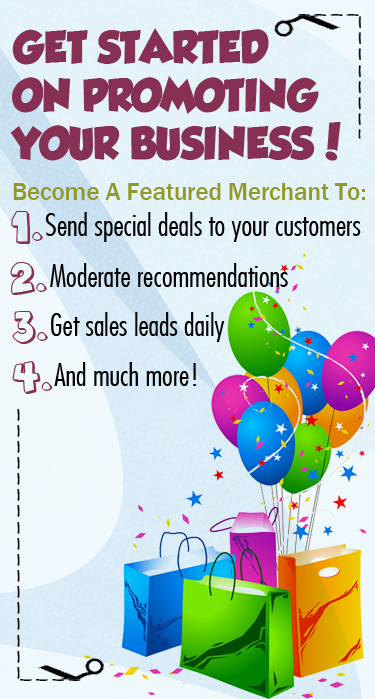 GET STARTED
ON PROMOTING
YOUR BUSINESS!
Become A Featured Merchant To:
1. Send special deals to your customers
2. Moderate recommendations
3. Get sales leads daily
4. And much more!